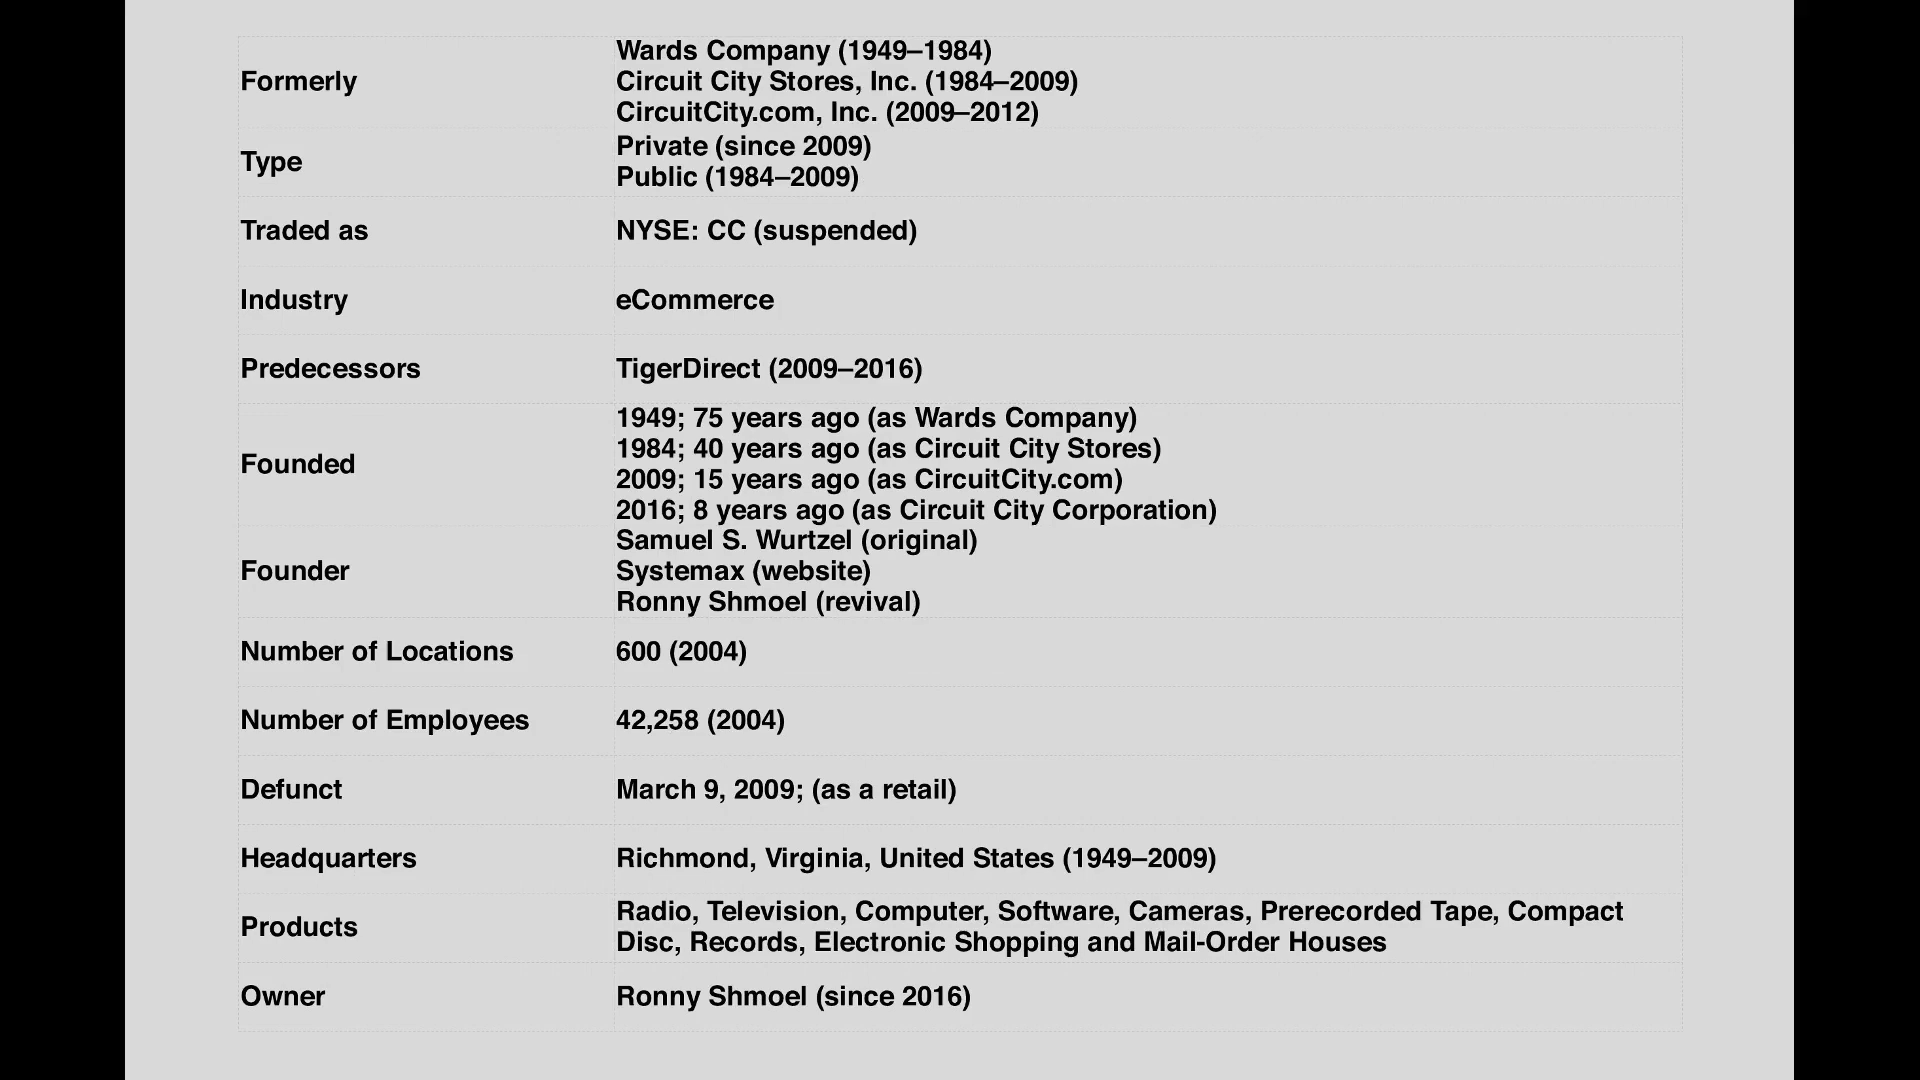 Formerly
Wards Company (1949–1984)
Circuit City Stores, Inc. (1984–2009)
CircuitCity.com, Inc. (2009–2012)
Type
Private (since 2009)
Public (1984–2009)
Traded as
NYSE: CC (suspended)
Industry
eCommerce
Predecessors
TigerDirect (2009–2016)
Founded
1949; 75 years ago (as Wards Company)
1984; 40 years ago (as Circuit City Stores)
2009; 15 years ago (as CircuitCity.com)
2016; 8 years ago (as Circuit City Corporation)
Founder
Samuel S. Wurtzel (original)
Systemax (website)
Ronny Shmoel (revival)
Number of Locations
600 (2004)
Number of Employees
42,258 (2004)
Defunct
March 9, 2009; (as a retail)
Headquarters
Richmond, Virginia, United States (1949–2009)
Products
Radio, Television, Computer, Software, Cameras, Prerecorded Tape, Compact
Disc, Records, Electronic Shopping and Mail-Order Houses
Owner
Ronny Shmoel (since 2016)